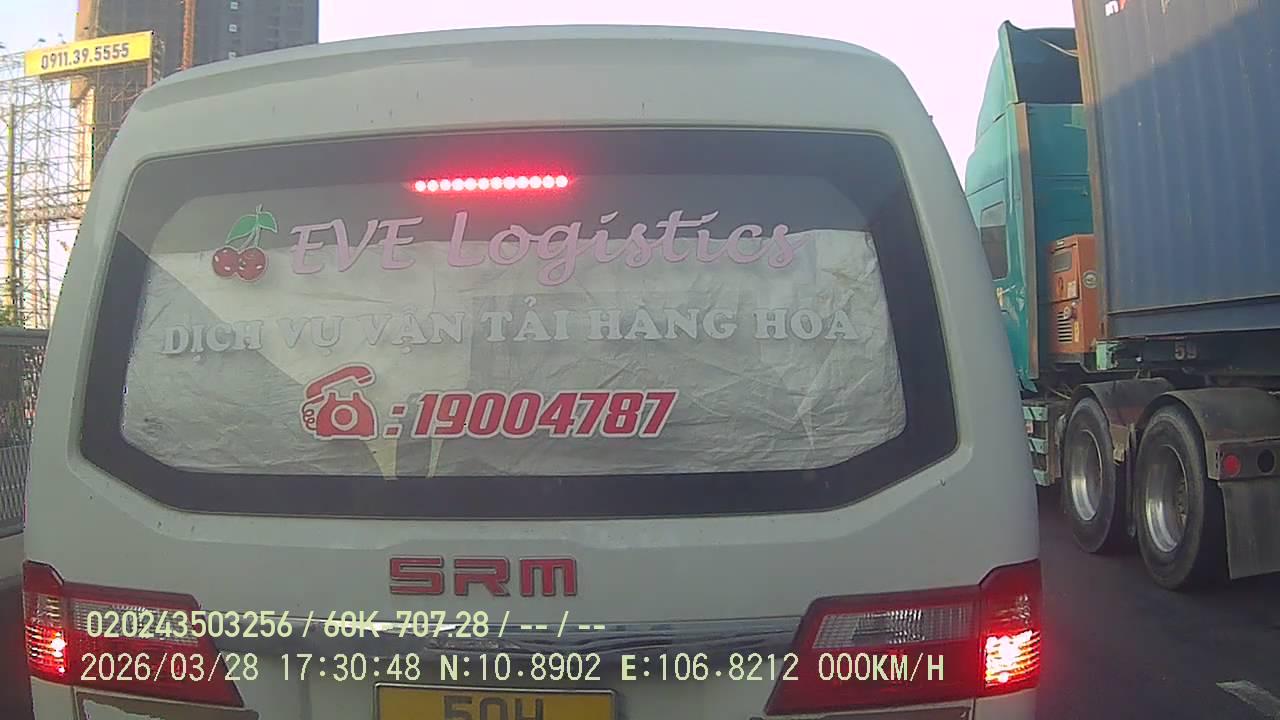 0911.39.5555
EVE Logistics
DỊCH VỤ VẬN TẢI HÀNG HOÁ
:19004787
SRM
020243503256 / 60K-707.28 / -- / --
2026/03/28 17:30:48 N:10.8902 E:106.8212 000KM/H
50H